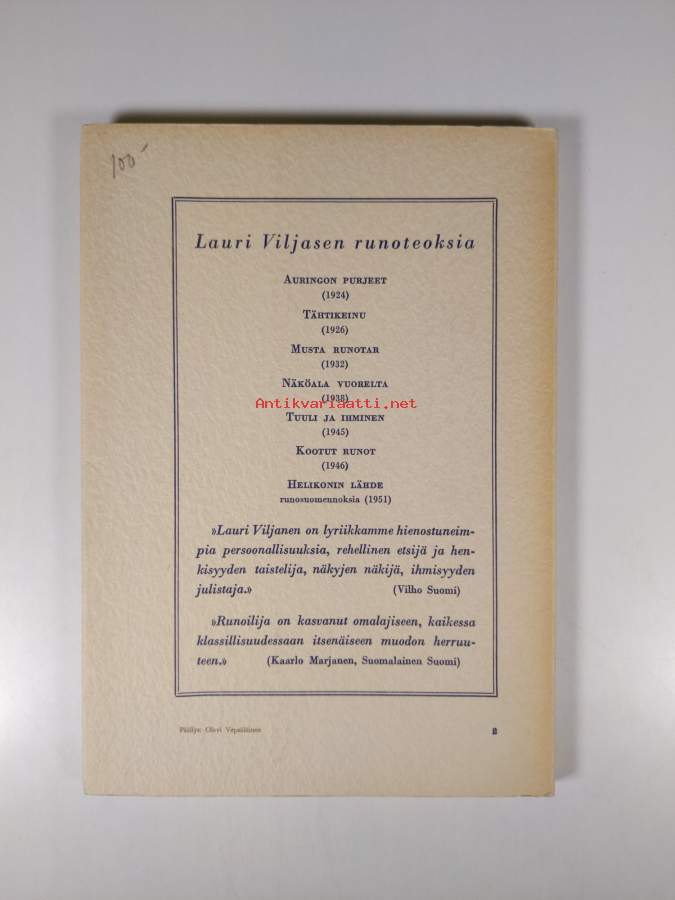 100-
Lauri Viljasen runoteoksia
AURINGON PURJEET
(1924)
TÄHTIKEINU
(1926)
MUSTA RUNOTAR
(1932)
NÄKÖALA VUORELTA
(1938)
Antikvariaatti.net
TUULI JA IHMINEN
(1945)
KOOTUT RUNOT
(1946)
HELIKONIN LÄHDE
runosuomennoksia (1951)
»Lauri Viljanen on lyriikkamme hienostuneim-
pia persoonallisuuksia, rehellinen etsijä ja hen-
kisyyden taistelija, näkyjen näkijä, ihmisyyden
julistaja.» (Vilho Suomi)
»Runoilija on kasvanut omalajiseen, kaikessa
klassillisuudessaan itsenäiseen muodon herruu-
teen.» (Kaarlo Marjanen, Suomalainen Suomi)
Päällys: Olavi Vepsäläinen